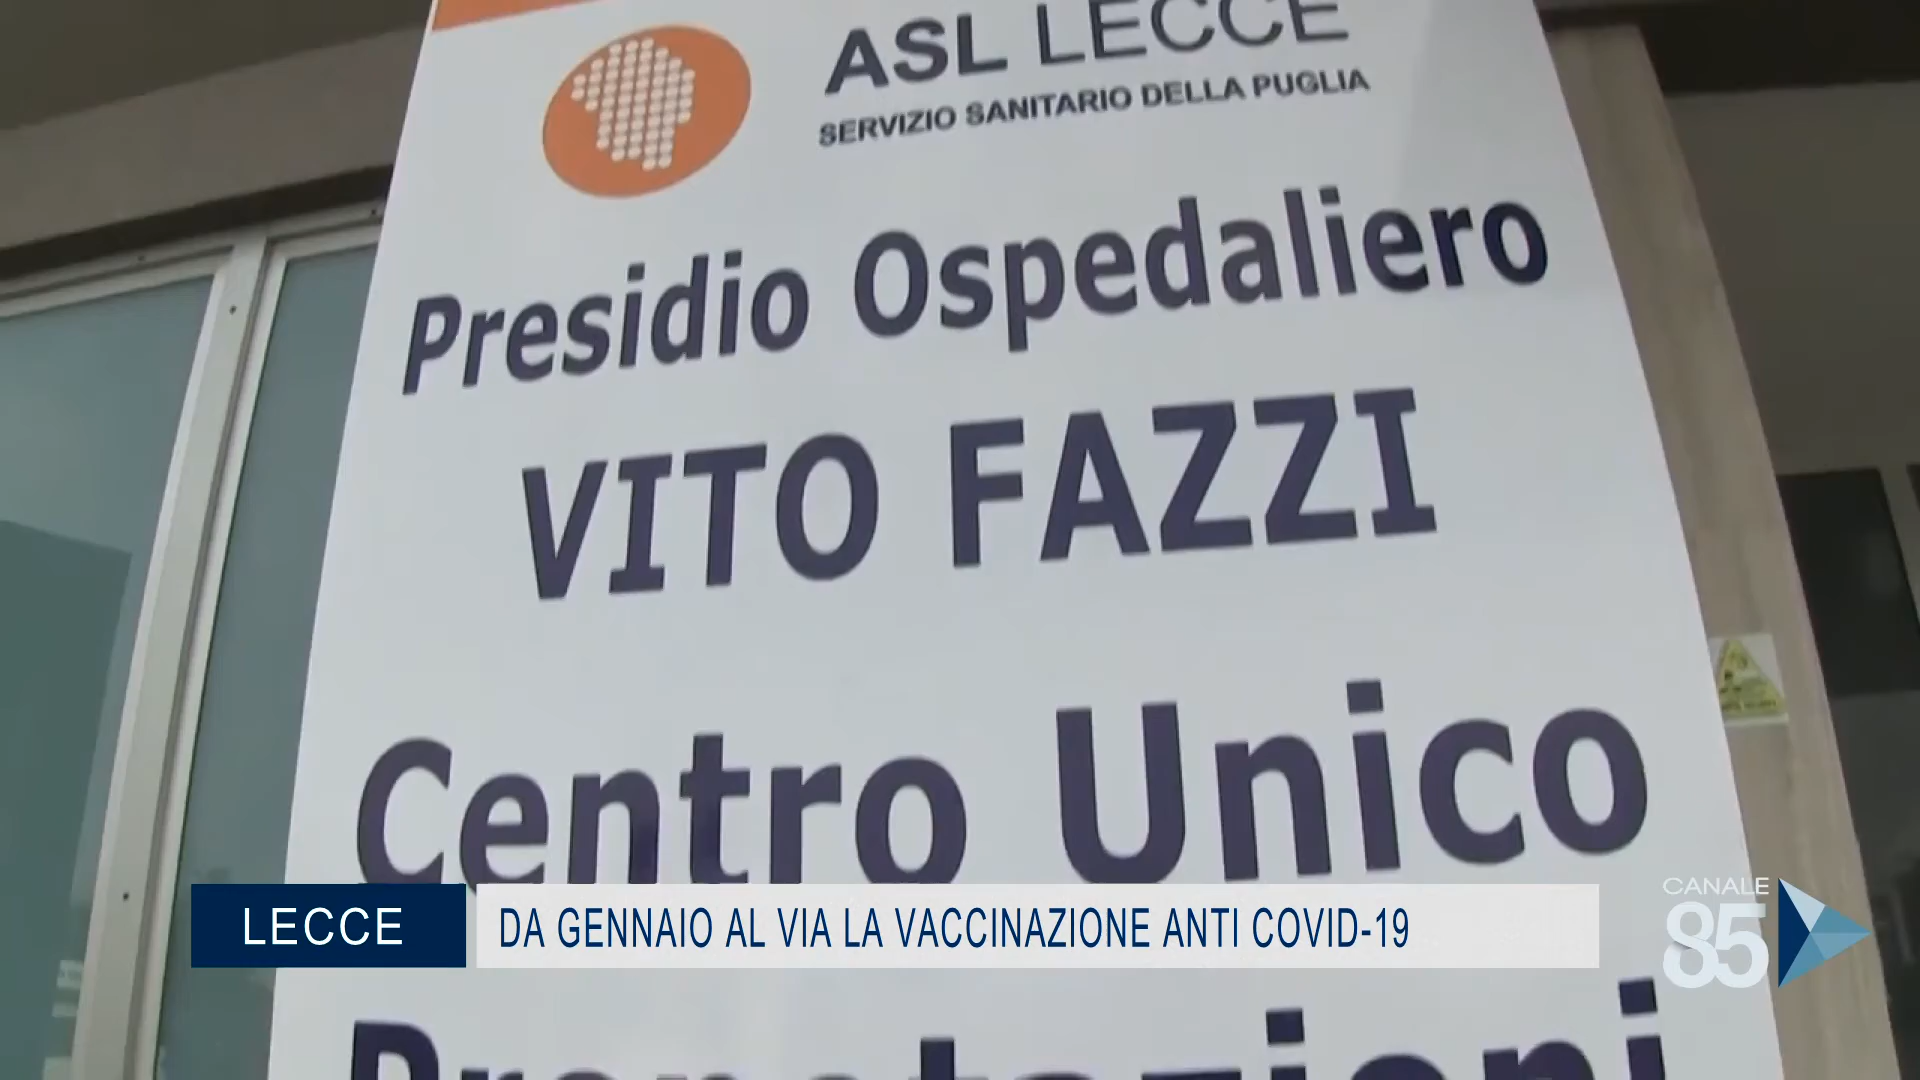 ASL LECCE
SERVIZIO SANITARIO DELLA PUGLIA
Presidio Ospedaliero
VITO FAZZI
Centro Unico
Prenotazioni
LECCE
DA GENNAIO AL VIA LA VACCINAZIONE ANTI COVID-19
CANALE
85